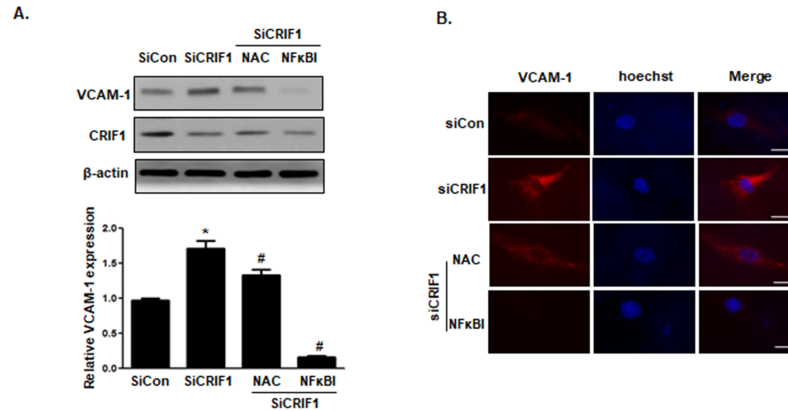 A.
SiCRIF1
SiCon SiCRIF1 NAC NFκBI
VCAM-1
CRIF1
β-actin
Relative VCAM-1 expression
2.0
1.5
1.0
0.5
0.0
*
#
#
SiCon SiCRIF1 NAC NFκBI
SiCRIF1
B.
VCAM-1 hoechst Merge
siCon
siCRIF1
siCRIF1
NAC
NFκBI